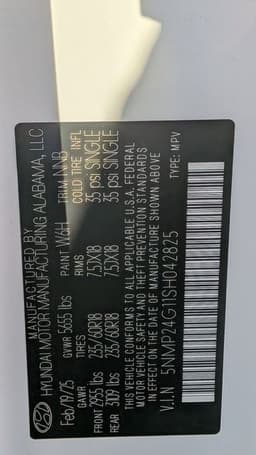 MANUFACTURED BY
HYUNDAI MOTOR MANUFACTURING ALABAMA, LLC
Feb/19/25 GVWR 5655 lbs PAINT WGH TRIM NNB
GAWR TIRES RIMS COLD TIRE INFL
FRONT 2955 lbs 235/60R18 7.5JX18 35 psi SINGLE
REAR 3109 lbs 235/60R18 7.5JX18 35 psi SINGLE
THIS VEHICLE CONFORMS TO ALL APPLICABLE U.S.A. FEDERAL
MOTOR VEHICLE SAFETY AND THEFT PREVENTION STANDARDS
IN EFFECT ON THE DATE OF MANUFACTURE SHOWN ABOVE
V.I.N 5NMP24G11SH042825 TYPE: MPV